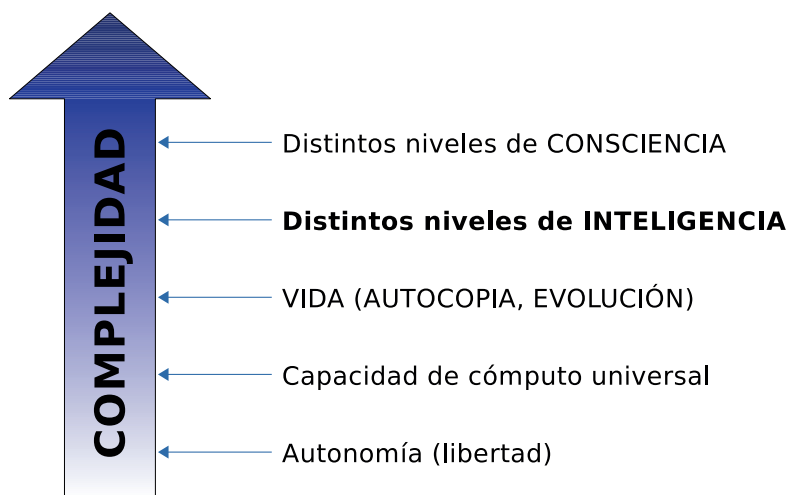 COMPLEJIDAD
Distintos niveles de CONSCIENCIA
Distintos niveles de INTELIGENCIA
VIDA (AUTOCOPIA, EVOLUCIÓN)
Capacidad de cómputo universal
Autonomía (libertad)